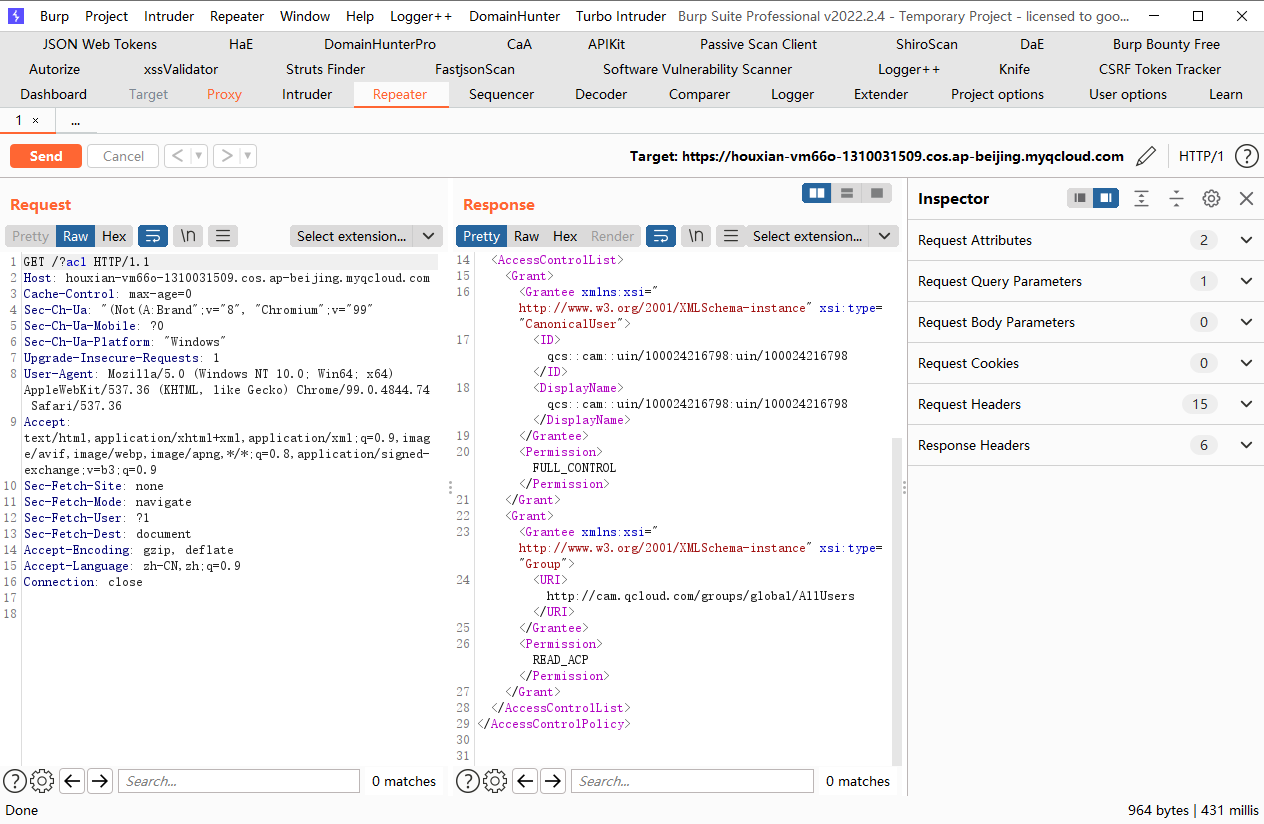 Burp Project Intruder Repeater Window Help Logger++ DomainHunter Turbo Intruder Burp Suite Professional v2022.2.4 - Temporary Project - licensed to goo...
JSON Web Tokens HaE DomainHunterPro CaA APIKit Passive Scan Client ShiroScan DaE Burp Bounty Free
Autorize xssValidator Struts Finder FastjsonScan Software Vulnerability Scanner Logger++ Knife CSRF Token Tracker
Dashboard Target Proxy Intruder Repeater Sequencer Decoder Comparer Logger Extender Project options User options Learn
1 × ...
Send Cancel < > Target: https://houxian-vm66o-1310031509.cos.ap-beijing.myqcloud.com HTTP/1 ?
Request
Pretty Raw Hex \n Select extension...
1 GET /?acl HTTP/1.1
2 Host: houxian-vm66o-1310031509.cos.ap-beijing.myqcloud.com
3 Cache-Control: max-age=0
4 Sec-Ch-Ua: "(Not(A:Brand";v="8", "Chromium";v="99"
5 Sec-Ch-Ua-Mobile: ?0
6 Sec-Ch-Ua-Platform: "Windows"
7 Upgrade-Insecure-Requests: 1
8 User-Agent: Mozilla/5.0 (Windows NT 10.0; Win64; x64)
AppleWebKit/537.36 (KHTML, like Gecko) Chrome/99.0.4844.74
Safari/537.36
9 Accept:
text/html,application/xhtml+xml,application/xml;q=0.9,imag
e/avif,image/webp,image/apng,*/*;q=0.8,application/signed-
exchange;v=b3;q=0.9
10 Sec-Fetch-Site: none
11 Sec-Fetch-Mode: navigate
12 Sec-Fetch-User: ?1
13 Sec-Fetch-Dest: document
14 Accept-Encoding: gzip, deflate
15 Accept-Language: zh-CN,zh;q=0.9
16 Connection: close
17
18
? Search... 0 matches
Response
Pretty Raw Hex Render \n Select extension...
14 <AccessControlList>
15 <Grant>
16 <Grantee xmlns:xsi="
http://www.w3.org/2001/XMLSchema-instance" xsi:type=
"CanonicalUser">
17 <ID>
qcs::cam::uin/100024216798:uin/100024216798
</ID>
18 <DisplayName>
qcs::cam::uin/100024216798:uin/100024216798
</DisplayName>
19 </Grantee>
20 <Permission>
FULL_CONTROL
</Permission>
21 </Grant>
22 <Grant>
23 <Grantee xmlns:xsi="
http://www.w3.org/2001/XMLSchema-instance" xsi:type=
"Group">
24 <URI>
http://cam.qcloud.com/groups/global/AllUsers
</URI>
25 </Grantee>
26 <Permission>
READ_ACP
</Permission>
27 </Grant>
28 </AccessControlList>
29 </AccessControlPolicy>
30
31
? Search... 0 matches
Inspector
Request Attributes 2
Request Query Parameters 1
Request Body Parameters 0
Request Cookies 0
Request Headers 15
Response Headers 6
Done 964 bytes | 431 millis